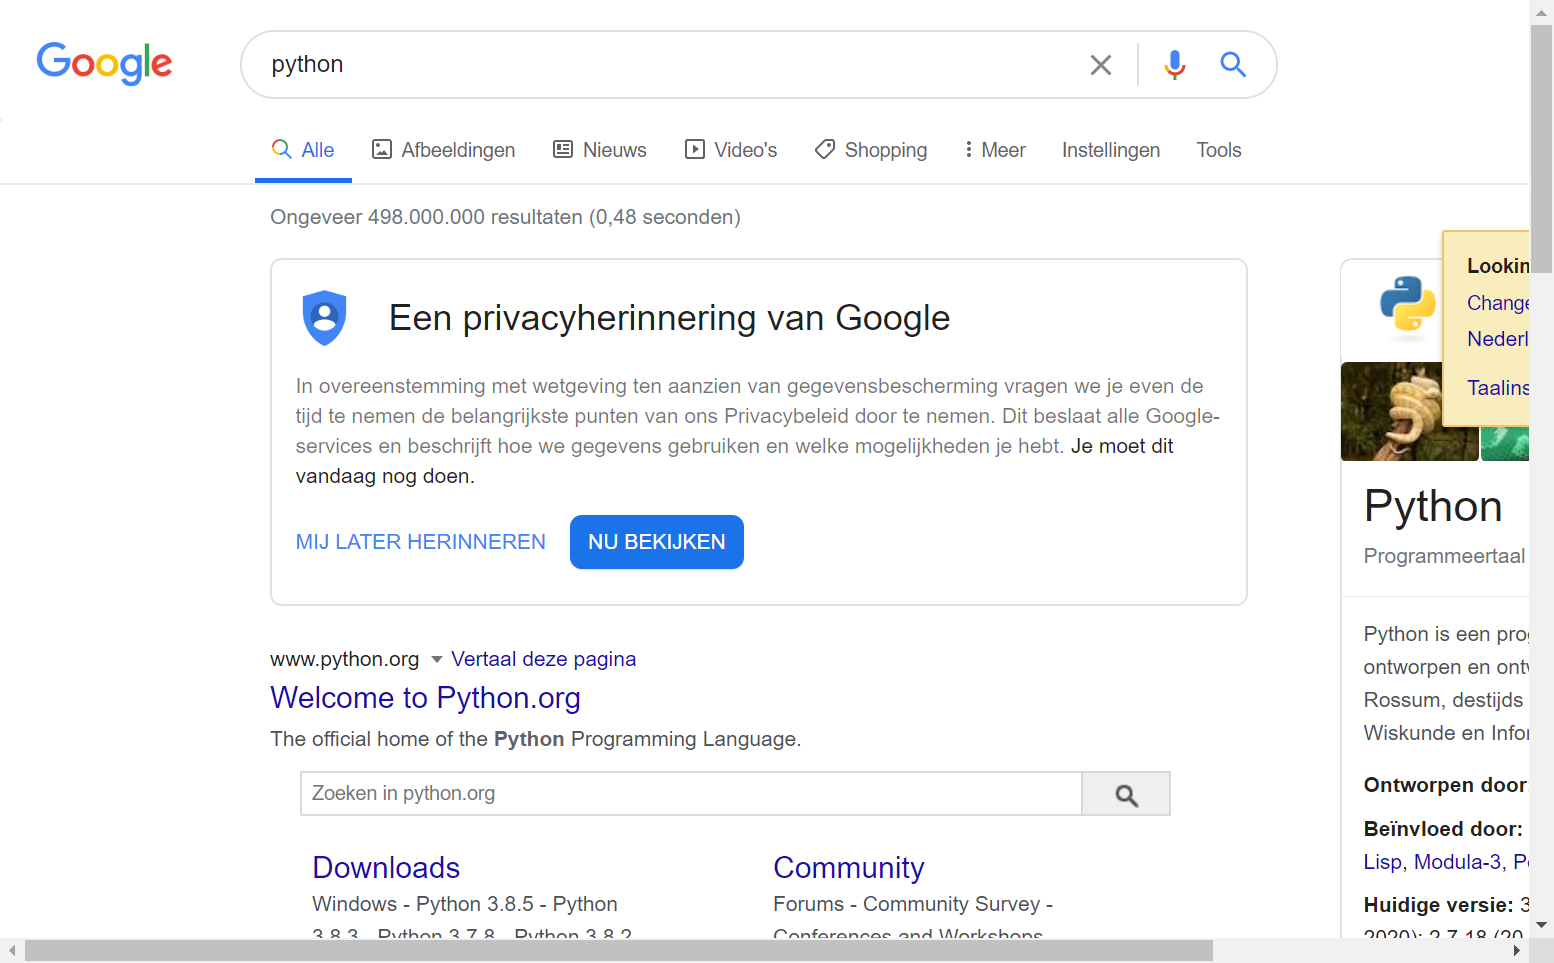 Google
python
Alle
Afbeeldingen
Nieuws
Video's
Shopping
Meer
Instellingen
Tools
Ongeveer 498.000.000 resultaten (0,48 seconden)
Een privacyherinnering van Google
In overeenstemming met wetgeving ten aanzien van gegevensbescherming vragen we je even de
tijd te nemen de belangrijkste punten van ons Privacybeleid door te nemen. Dit beslaat alle Google-
services en beschrijft hoe we gegevens gebruiken en welke mogelijkheden je hebt. Je moet dit
vandaag nog doen.
MIJ LATER HERINNEREN
NU BEKIJKEN
www.python.org
Vertaal deze pagina
Welcome to Python.org
The official home of the Python Programming Language.
Zoeken in python.org
Downloads
Windows - Python 3.8.5 - Python
3.8.3 - Python 3.7.8 - Python 3.8.2
Community
Forums - Community Survey -
Conferences and Workshops
Lookin
Change
Nederl
Taalins
Python
Programmeertaal
Python is een prog
ontworpen en ont
Rossum, destijds
Wiskunde en Infor
Ontworpen door:
Beïnvloed door:
Lisp, Modula-3, Pe
Huidige versie: 3
2020); 2.7.18 (20